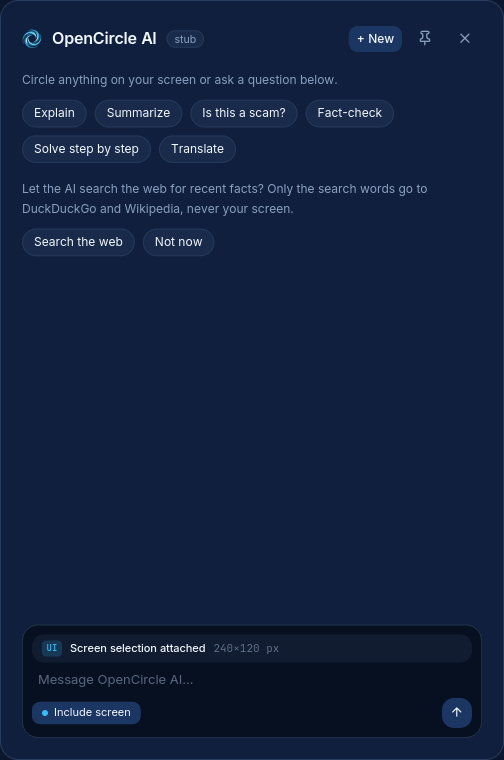 OpenCircle AI stub + New
Circle anything on your screen or ask a question below.
Explain Summarize Is this a scam? Fact-check
Solve step by step Translate
Let the AI search the web for recent facts? Only the search words go to
DuckDuckGo and Wikipedia, never your screen.
Search the web Not now
UI Screen selection attached 240×120 px
Message OpenCircle AI...
Include screen